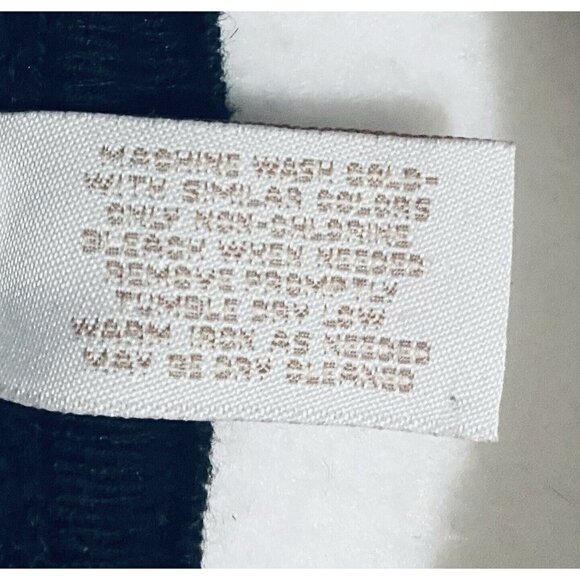 MACHINE WASH COLD,
WITH SIMILAR COLORS
ONLY NON-CHLORINE
BLEACH WHEN NEEDED
REMOVE PROMPTLY
TUMBLE DRY LOW
WARM IRON AS NEEDED
MAY BE DRY CLEANED